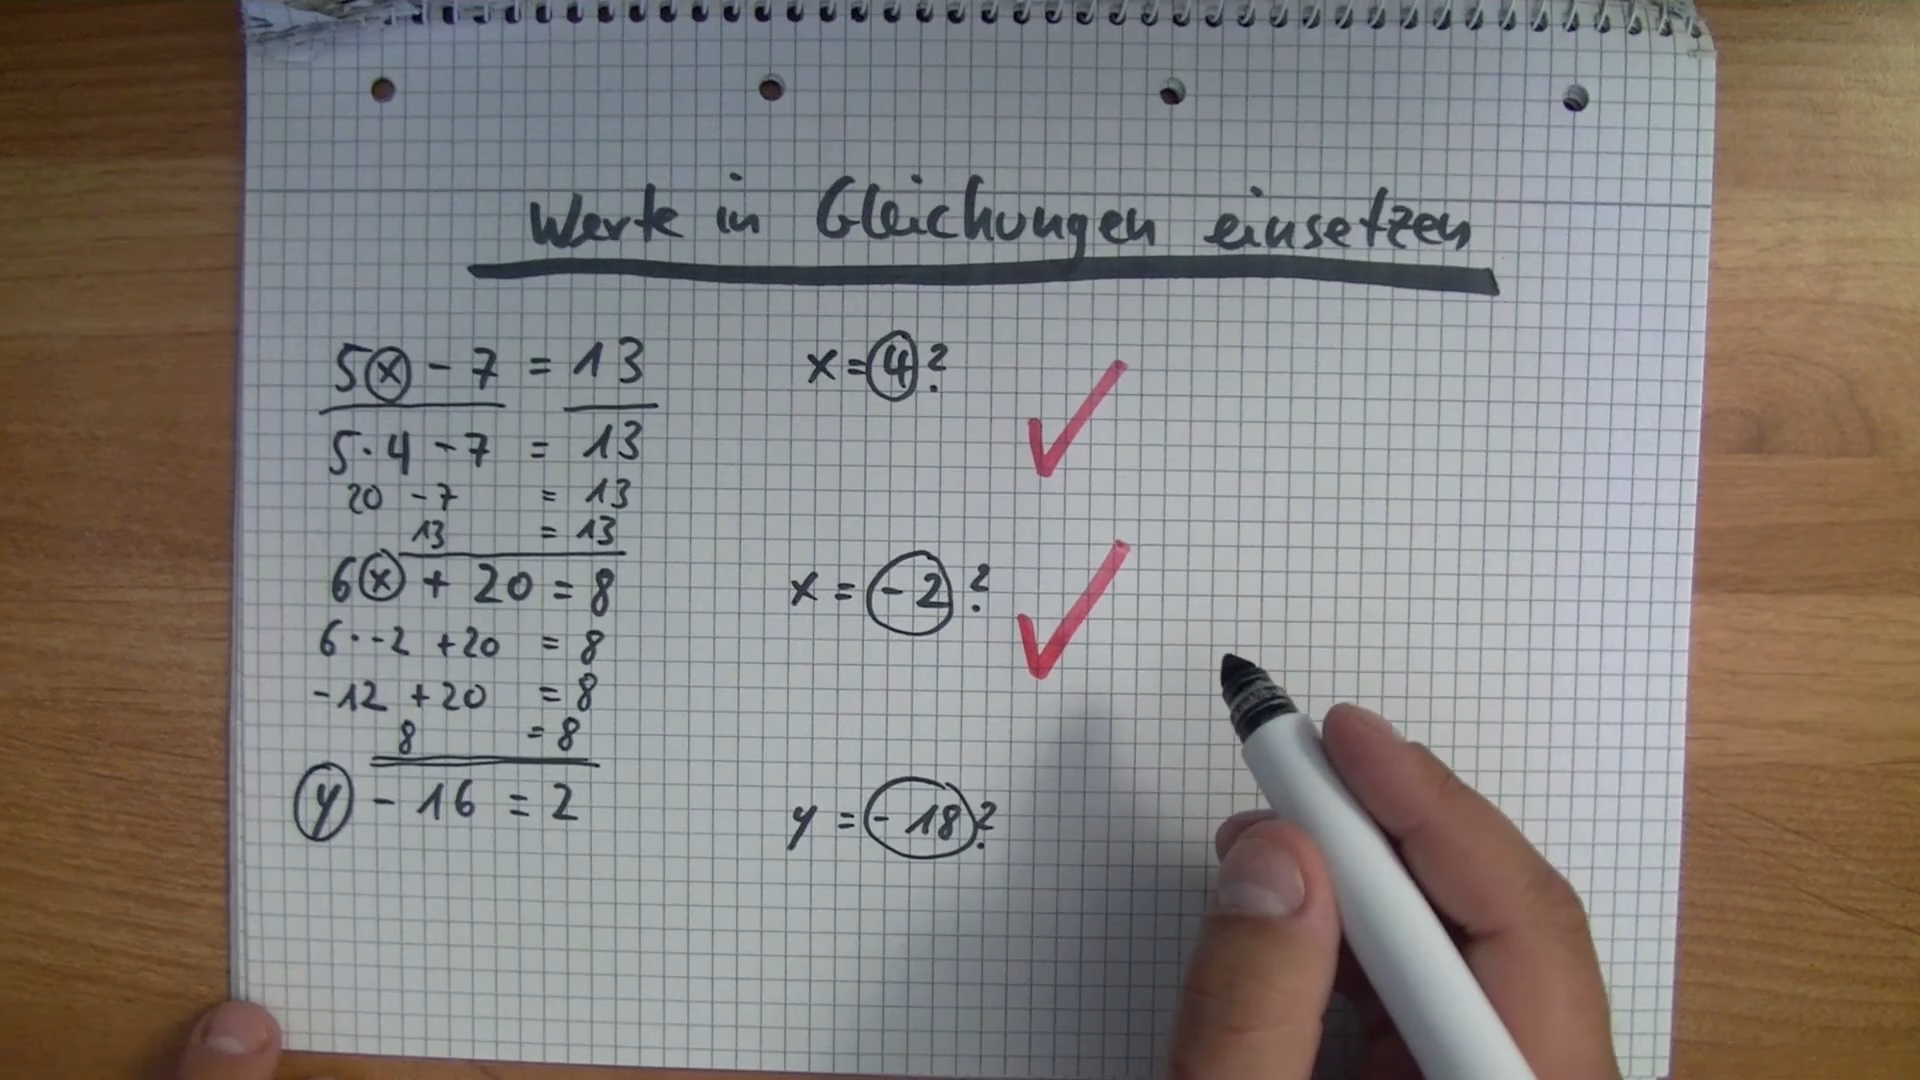 Werte in Gleichungen einsetzen
5x - 7 = 13 x = 4?
5·4 - 7 = 13
20 - 7 = 13
13 = 13
6x + 20 = 8 x = -2?
6·-2 +20 = 8
-12 +20 = 8
8 = 8
y - 16 = 2 y = -18?